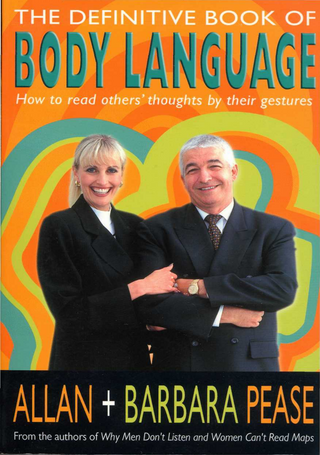 THE DEFINITIVE BOOK OF
BODY LANGUAGE
How to read others' thoughts by their gestures
ALLAN + BARBARA PEASE
From the authors of Why Men Don't Listen and Women Can't Read Maps